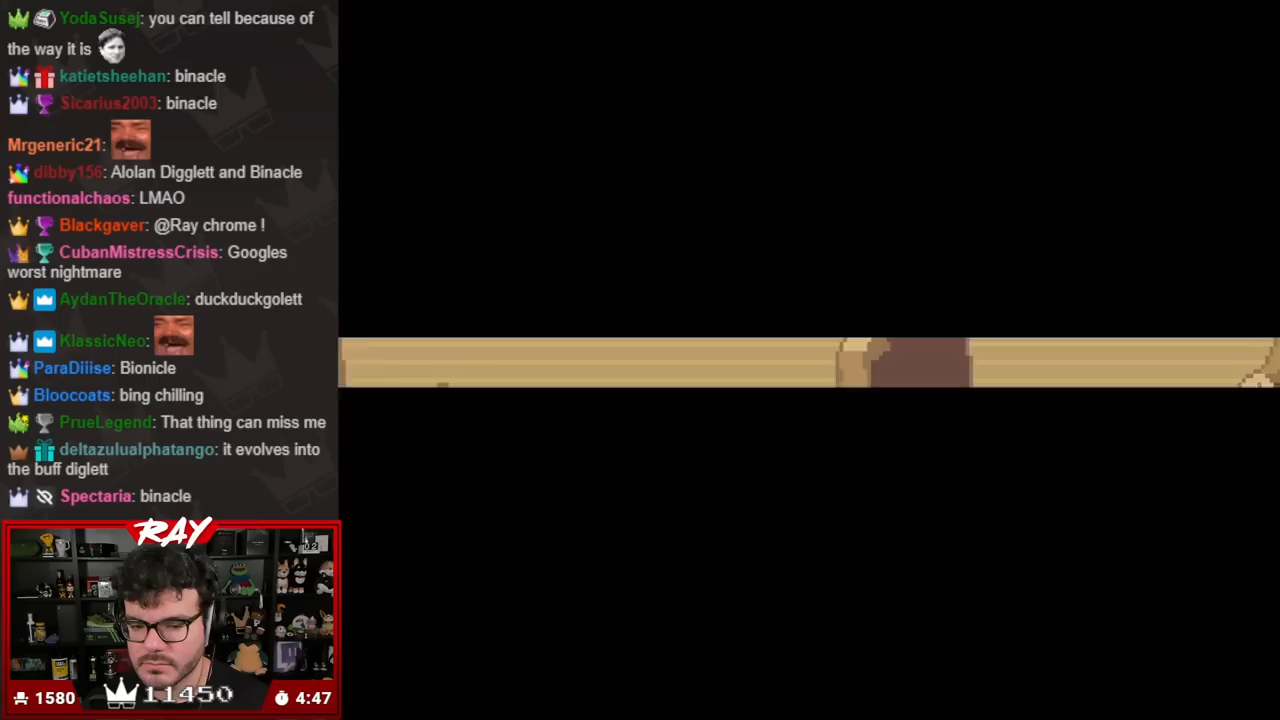 YodaSusej: you can tell because of
the way it is
katietsheehan: binacle
Sicarius2003: binacle
Mrgeneric21:
dibby156: Alolan Digglett and Binacle
functionalchaos: LMAO
Blackgaver: @Ray chrome !
CubanMistressCrisis: Googles
worst nightmare
AydanTheOracle: duckduckgolett
KlassicNeo:
ParaDiiise: Bionicle
Bloocoats: bing chilling
PrueLegend: That thing can miss me
deltazulualphatango: it evolves into
the buff diglett
Spectaria: binacle
RAY
1580
11450
4:47